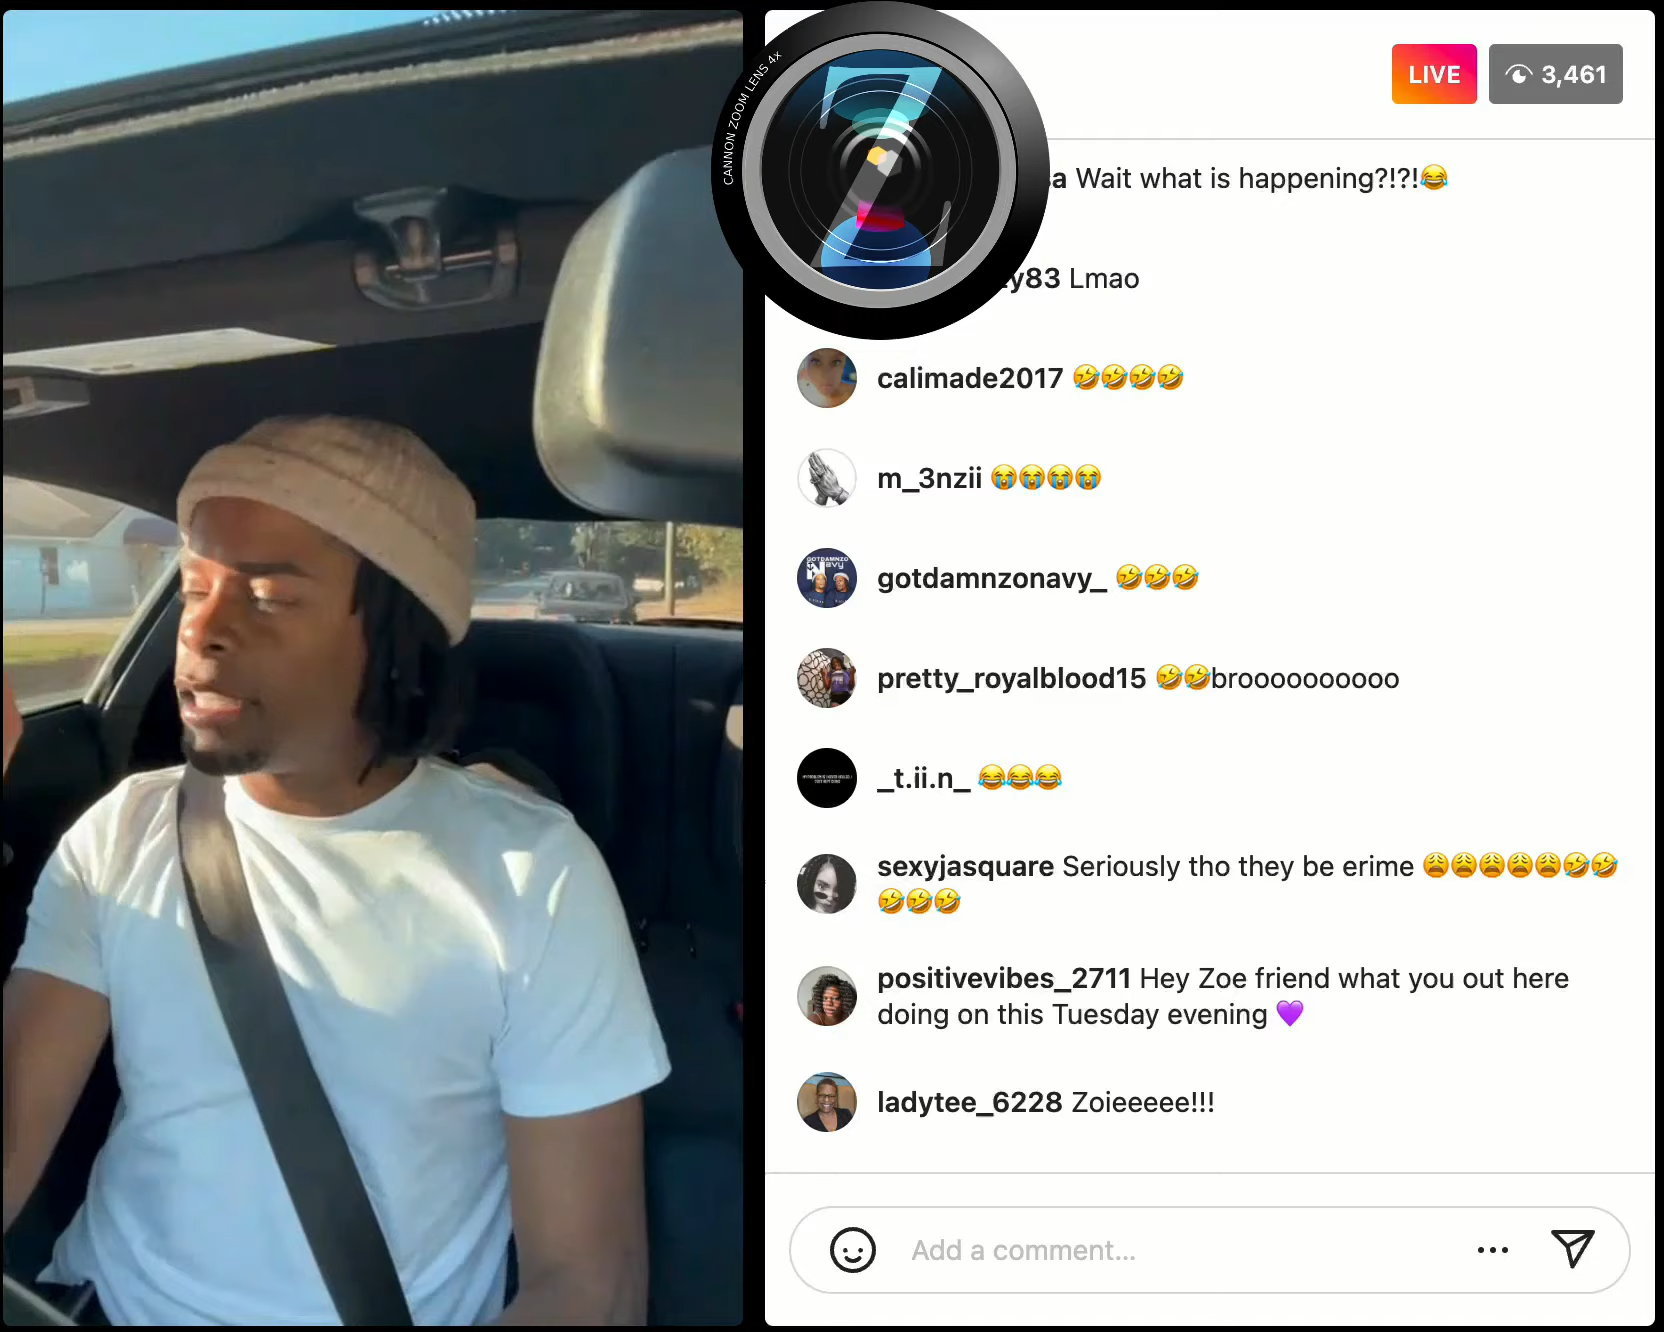 CANNON ZOOM LENS 4x
Z
LIVE
3,461
a Wait what is happening?!?!😂
y83 Lmao
calimade2017 🤣🤣🤣🤣
m_3nzii 😭😭😭😭
GOTDAMNZO
Navy
gotdamnzonavy_ 🤣🤣🤣
pretty_royalblood15 🤣🤣broooooooooo
_t.ii.n_ 😂😂😂
sexyjasquare Seriously tho they be erime 😩😩😩😩😩🤣🤣
🤣🤣🤣
positivevibes_2711 Hey Zoe friend what you out here
doing on this Tuesday evening 💜
ladytee_6228 Zoieeeee!!!
Add a comment...